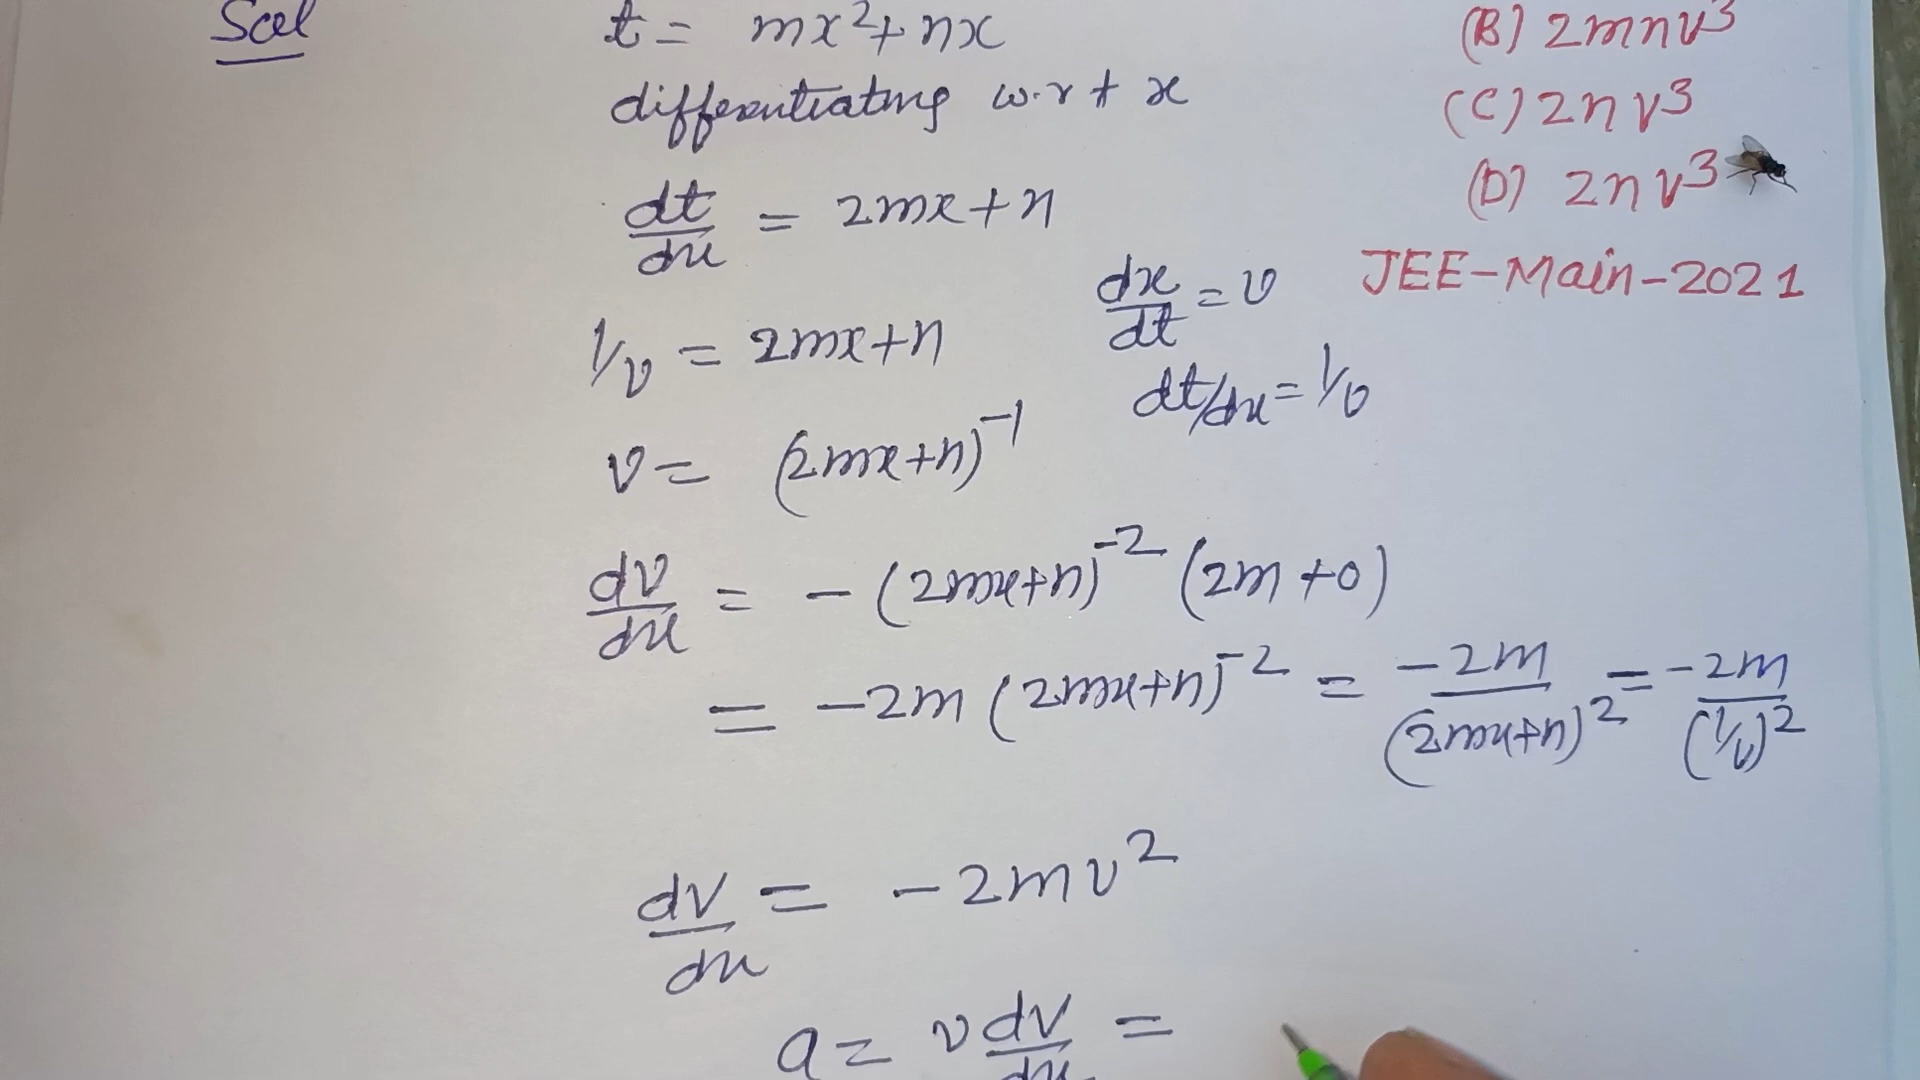 Sol
t = mx²+nx
differentiating w.r.t x
dt/dx = 2mx+n
1/v = 2mx+n
v = (2mx+n)⁻¹
dv/dx = -(2mx+n)⁻² (2m+0)
= -2m (2mx+n)⁻² = -2m/(2mx+n)² = -2m/(1/v)²
dv/dx = -2mv²
a = v dv/dx =
dx/dt = v
dt/dx = 1/v
(B) 2mnv³
(C) 2nv³
(D) 2nv³
JEE-Main-2021